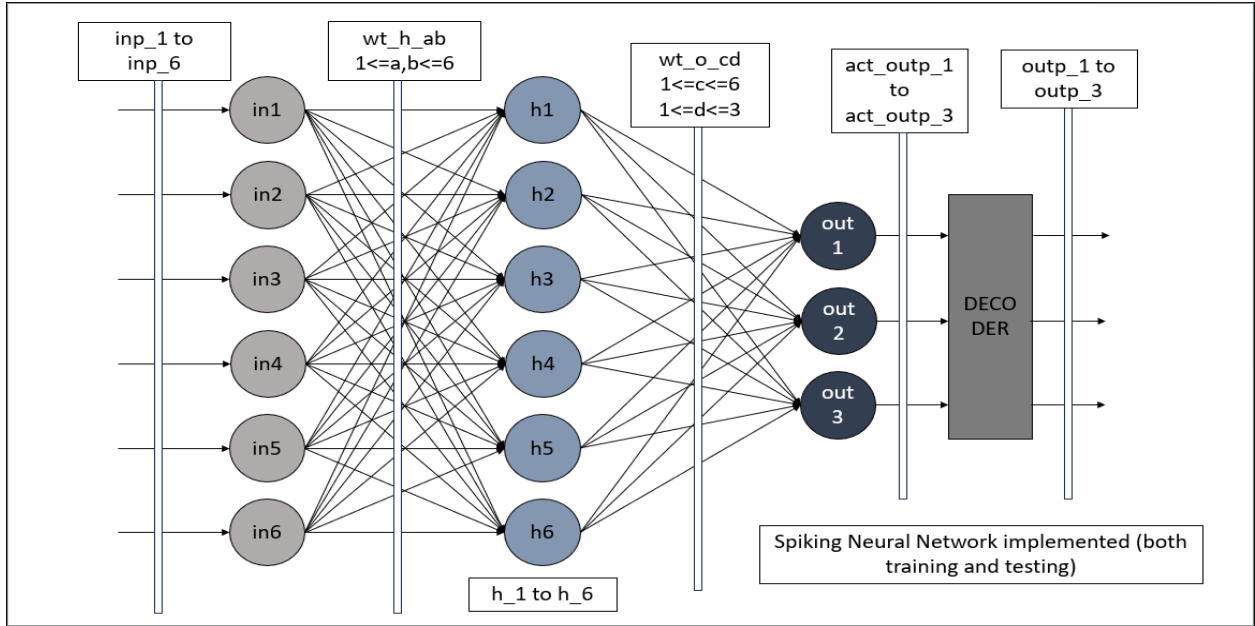 inp_1 to
inp_6
wt_h_ab
1<=a,b<=6
wt_o_cd
1<=c<=6
1<=d<=3
act_outp_1
to
act_outp_3
outp_1 to
outp_3
in1
in2
in3
in4
in5
in6
h1
h2
h3
h4
h5
h6
out
1
out
2
out
3
DECO
DER
h_1 to h_6
Spiking Neural Network implemented (both
training and testing)